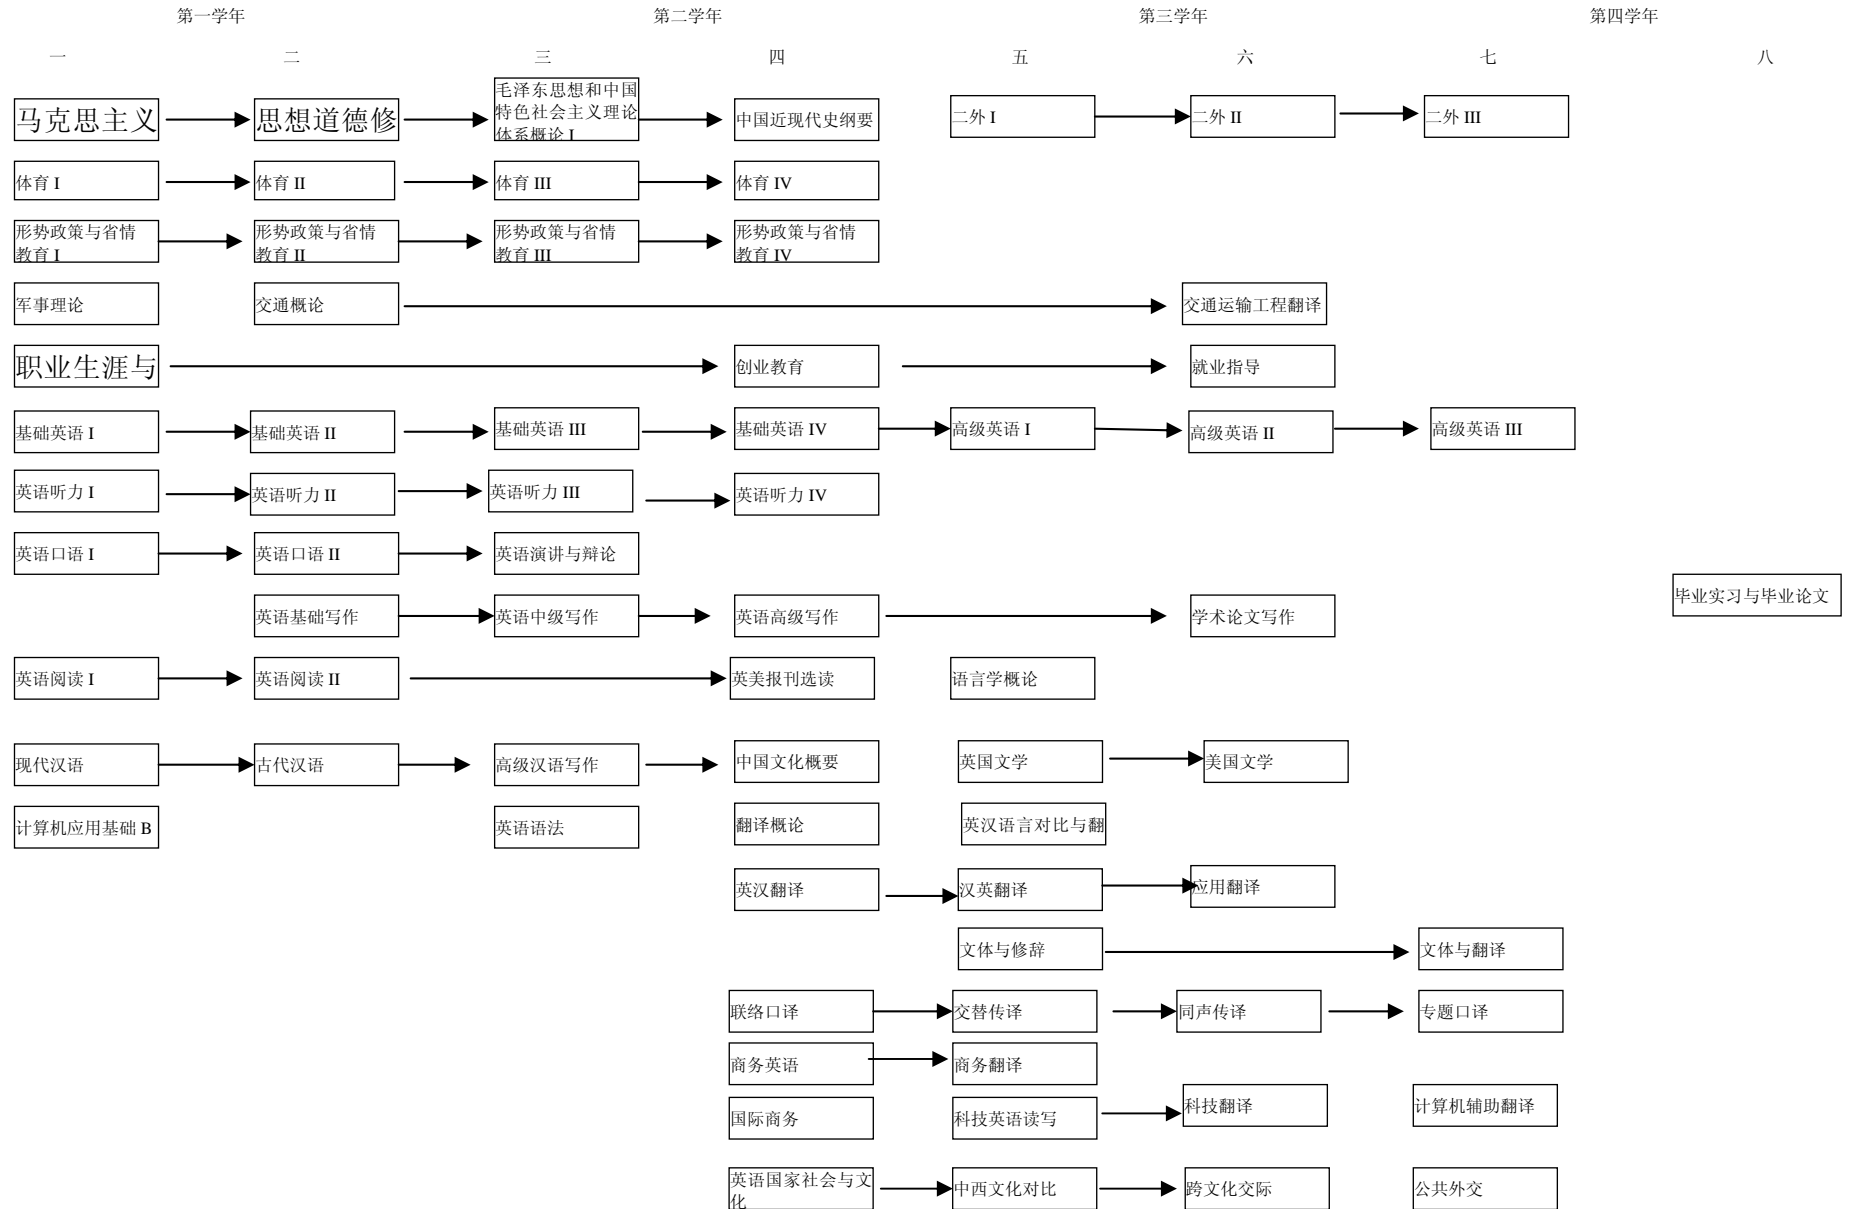 第一学年 第二学年 第三学年 第四学年
一 二 三 四 五 六 七 八
马克思主义
思想道德修
毛泽东思想和中国
特色社会主义理论
体系概论 I
中国近现代史纲要
二外 I
二外 II
二外 III
体育 I
体育 II
体育 III
体育 IV
形势政策与省情
教育 I
形势政策与省情
教育 II
形势政策与省情
教育 III
形势政策与省情
教育 IV
军事理论
交通概论
交通运输工程翻译
职业生涯与
创业教育
就业指导
基础英语 I
基础英语 II
基础英语 III
基础英语 IV
高级英语 I
高级英语 II
高级英语 III
英语听力 I
英语听力 II
英语听力 III
英语听力 IV
英语口语 I
英语口语 II
英语演讲与辩论
毕业实习与毕业论文
英语基础写作
英语中级写作
英语高级写作
学术论文写作
英语阅读 I
英语阅读 II
英美报刊选读
语言学概论
现代汉语
古代汉语
高级汉语写作
中国文化概要
英国文学
美国文学
计算机应用基础 B
英语语法
翻译概论
英汉语言对比与翻
英汉翻译
汉英翻译
应用翻译
文体与修辞
文体与翻译
联络口译
交替传译
同声传译
专题口译
商务英语
商务翻译
国际商务
科技英语读写
科技翻译
计算机辅助翻译
英语国家社会与文
化
中西文化对比
跨文化交际
公共外交